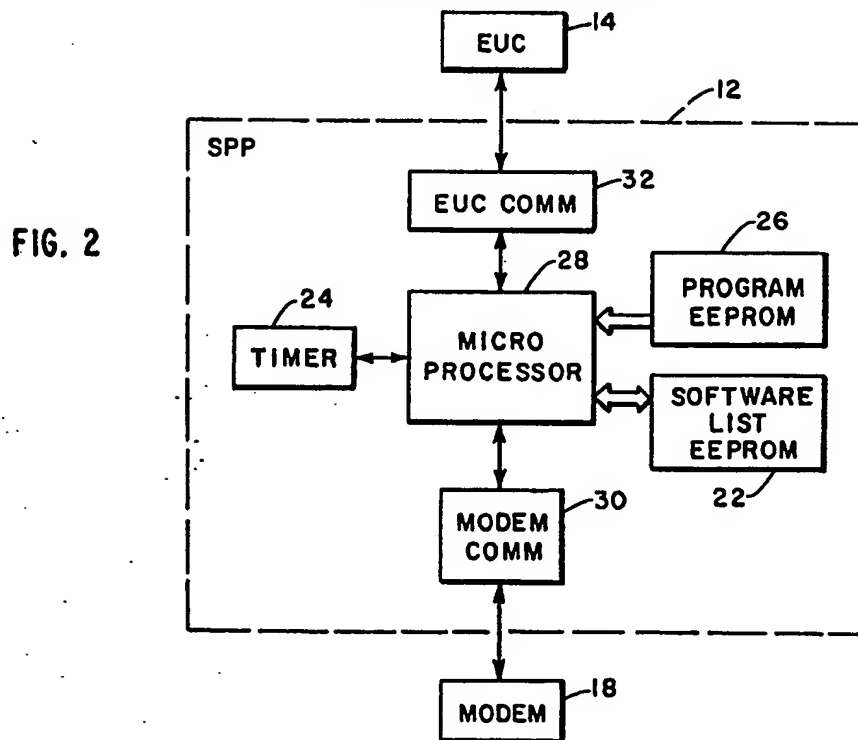 EUC
14
12
SPP
EUC COMM
32
FIG. 2
26
28
PROGRAM
EEPROM
24
TIMER
MICRO
PROCESSOR
SOFTWARE
LIST
EEPROM
22
30
MODEM
COMM
MODEM
18